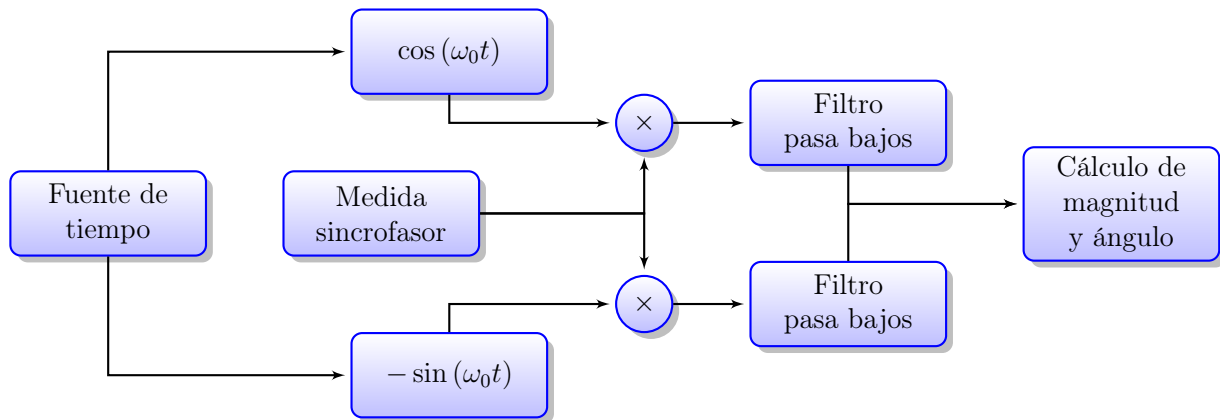 cos (ω₀t)
×
Filtro
pasa bajos
Fuente de
tiempo
Medida
sincrofasor
Cálculo de
magnitud
y ángulo
×
Filtro
pasa bajos
− sin (ω₀t)